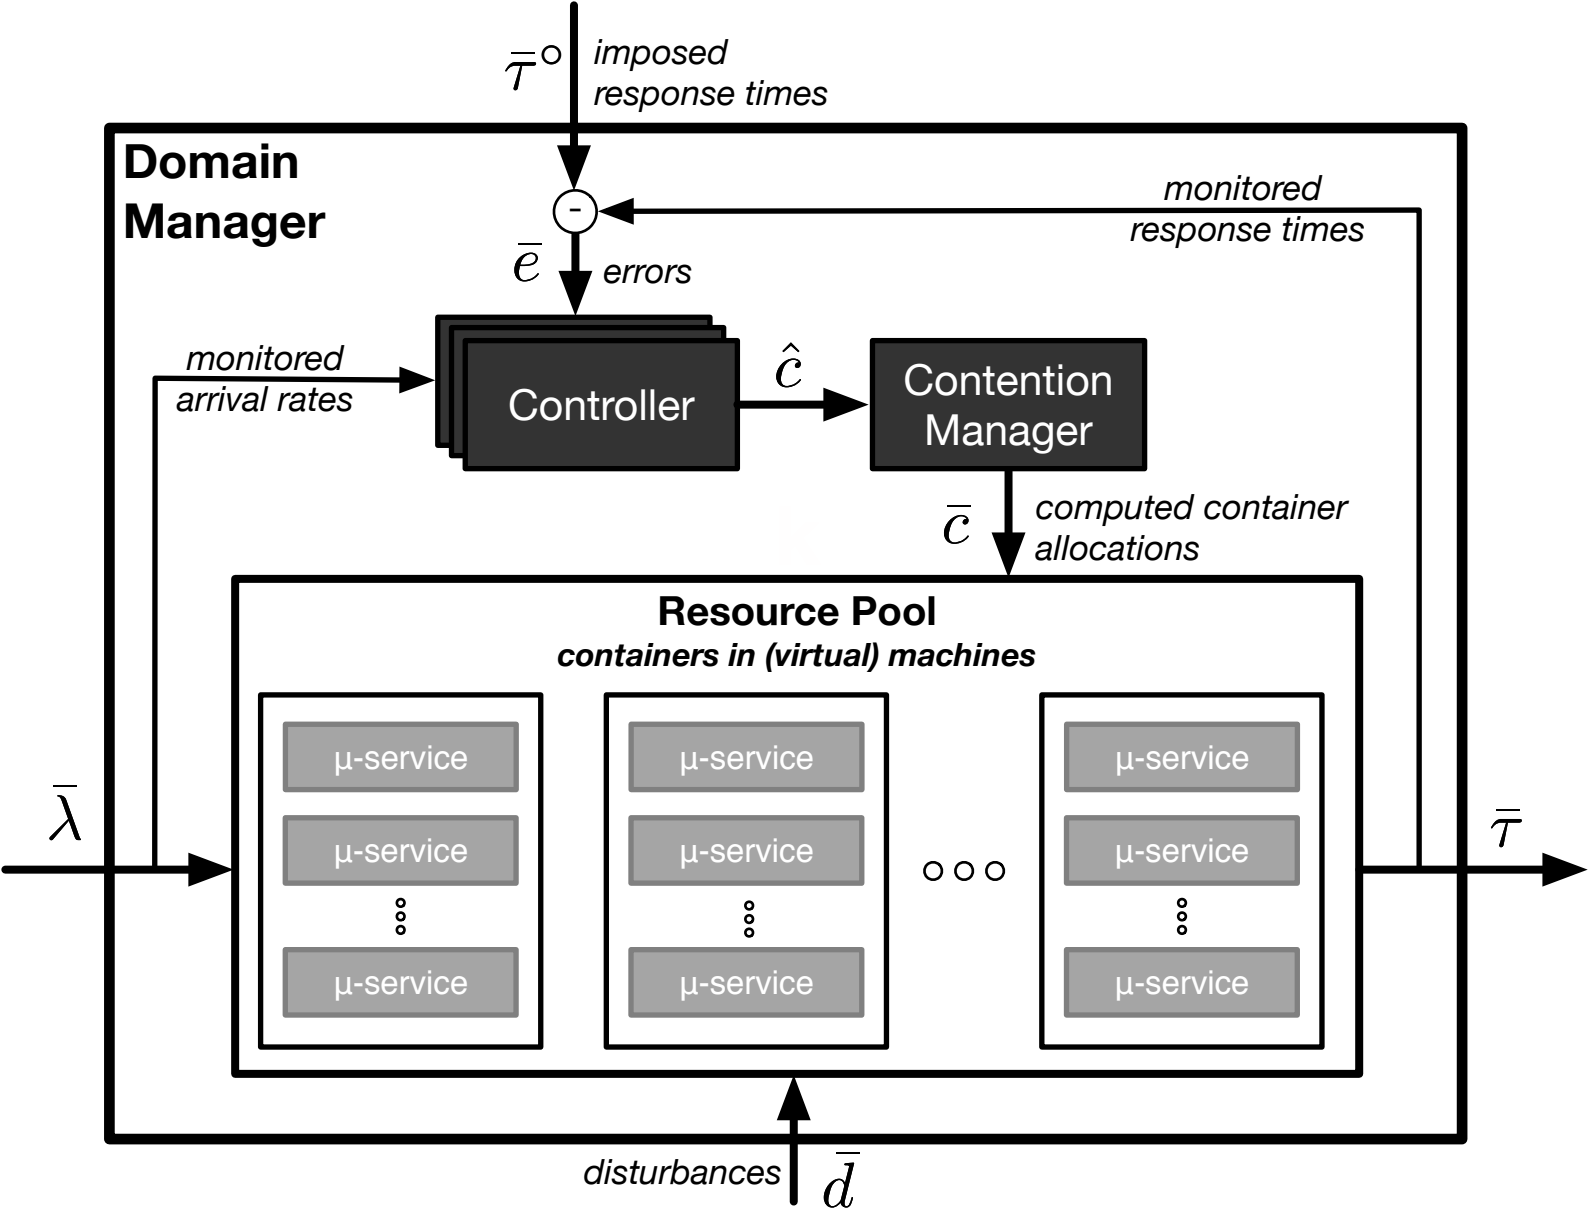 τ̄°
imposed
response times
Domain
Manager
monitored
response times
-
ē
errors
monitored
arrival rates
Controller
ĉ
Contention
Manager
c̄
computed container
allocations
Resource Pool
containers in (virtual) machines
μ-service
μ-service
μ-service
μ-service
μ-service
μ-service
μ-service
μ-service
μ-service
λ̄
τ̄
disturbances
d̄